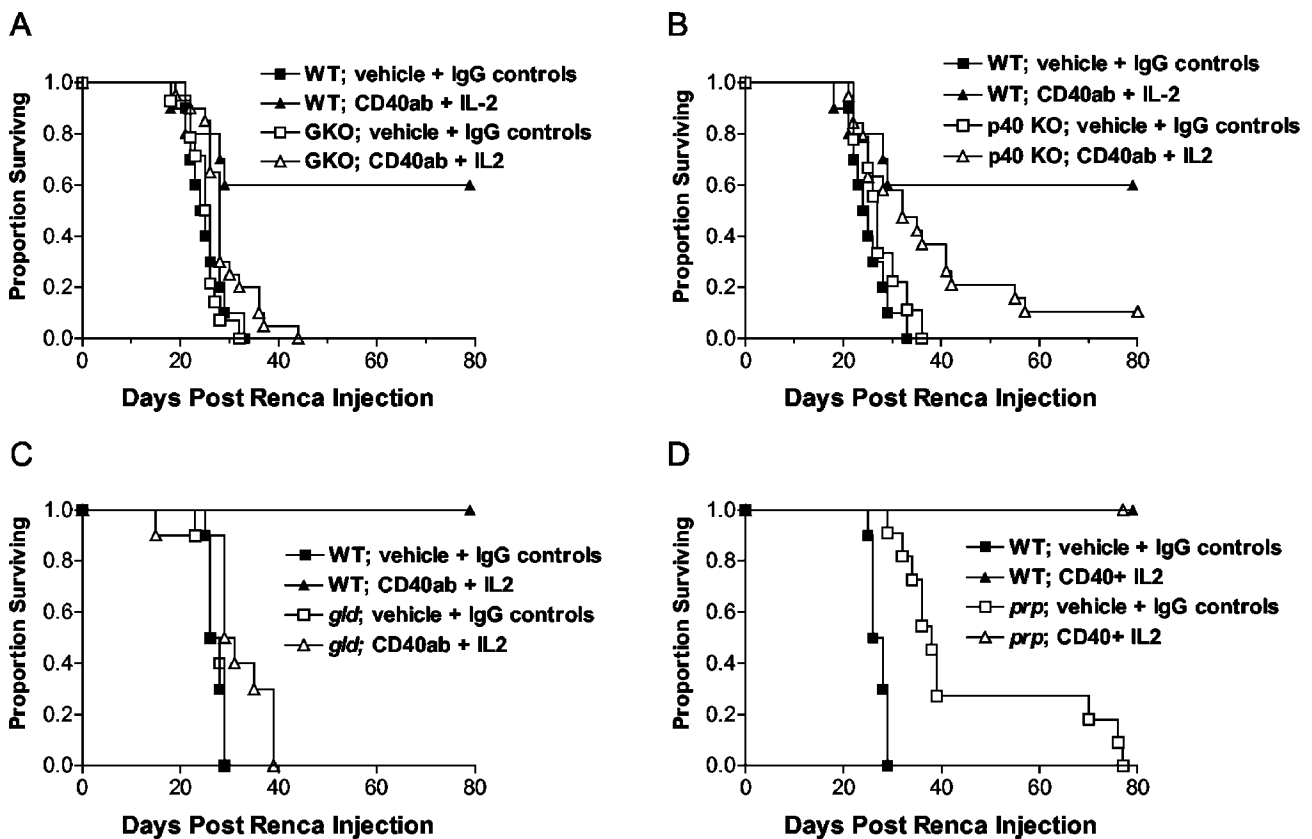 A
WT; vehicle + IgG controls
WT; CD40ab + IL-2
GKO; vehicle + IgG controls
GKO; CD40ab + IL2
Proportion Surviving
1.0
0.8
0.6
0.4
0.2
0.0
0 20 40 60 80
Days Post Renca Injection
B
WT; vehicle + IgG controls
WT; CD40ab + IL-2
p40 KO; vehicle + IgG controls
p40 KO; CD40ab + IL2
Proportion Surviving
1.0
0.8
0.6
0.4
0.2
0.0
0 20 40 60 80
Days Post Renca Injection
C
WT; vehicle + IgG controls
WT; CD40ab + IL2
gld; vehicle + IgG controls
gld; CD40ab + IL2
Proportion Surviving
1.0
0.8
0.6
0.4
0.2
0.0
0 20 40 60 80
Days Post Renca Injection
D
WT; vehicle + IgG controls
WT; CD40+ IL2
prp; vehicle + IgG controls
prp; CD40+ IL2
Proportion Surviving
1.0
0.8
0.6
0.4
0.2
0.0
0 20 40 60 80
Days Post Renca Injection